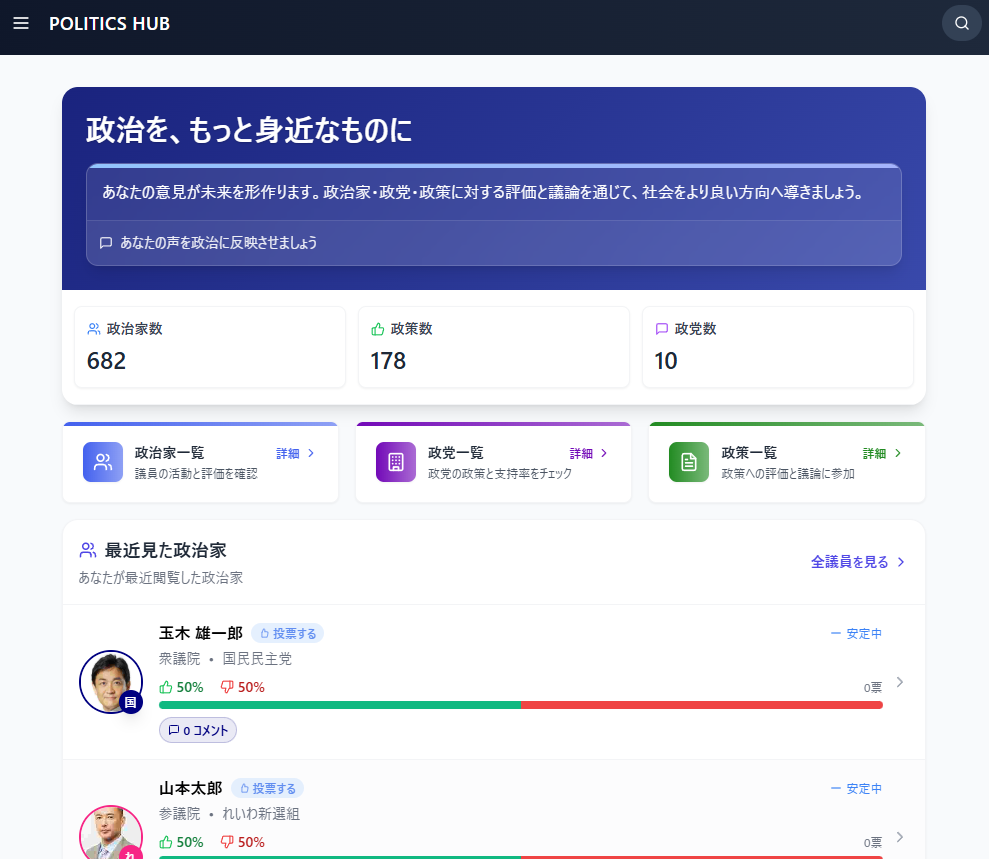 POLITICS HUB
政治を、もっと身近なものに
あなたの意見が未来を形作ります。政治家・政党・政策に対する評価と議論を通じて、社会をより良い方向へ導きましょう。
あなたの声を政治に反映させましょう
政治家数
682
政策数
178
政党数
10
政治家一覧
詳細
議員の活動と評価を確認
政党一覧
詳細
政党の政策と支持率をチェック
政策一覧
詳細
政策への評価と議論に参加
最近見た政治家
あなたが最近閲覧した政治家
全議員を見る
玉木 雄一郎 投票する
安定中
衆議院 • 国民民主党
50% 50%
0票
国
0 コメント
山本太郎 投票する
安定中
参議院 • れいわ新選組
50% 50%
0票
れ